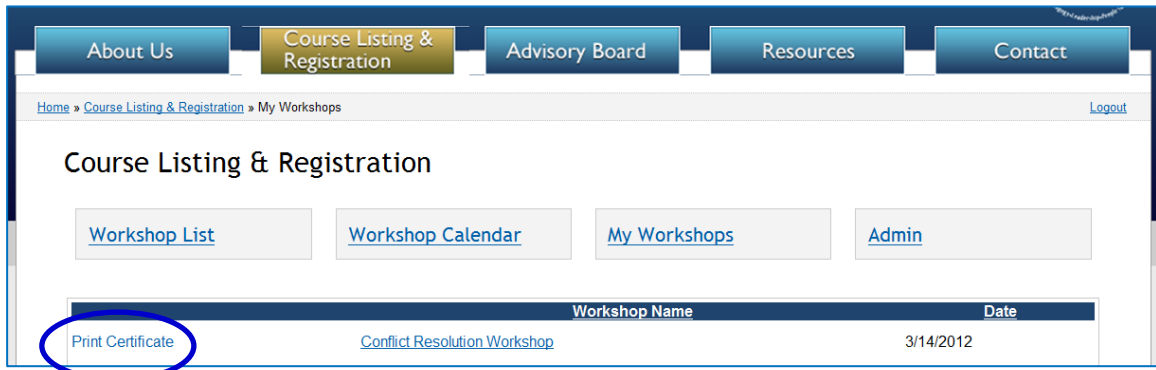 About Us
Course Listing &
Registration
Advisory Board
Resources
Contact
Home » Course Listing & Registration » My Workshops
Logout
Course Listing & Registration
Workshop List
Workshop Calendar
My Workshops
Admin
Workshop Name
Date
Print Certificate
Conflict Resolution Workshop
3/14/2012